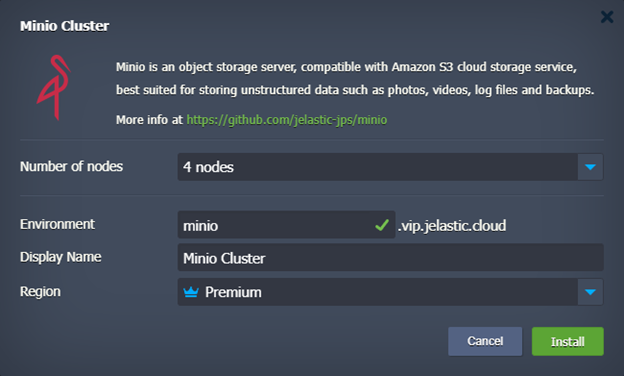 Minio Cluster
Minio is an object storage server, compatible with Amazon S3 cloud storage service,
best suited for storing unstructured data such as photos, videos, log files and backups.
More info at https://github.com/jelastic-jps/minio
Number of nodes 4 nodes
Environment minio .vip.jelastic.cloud
Display Name Minio Cluster
Region Premium
Cancel Install